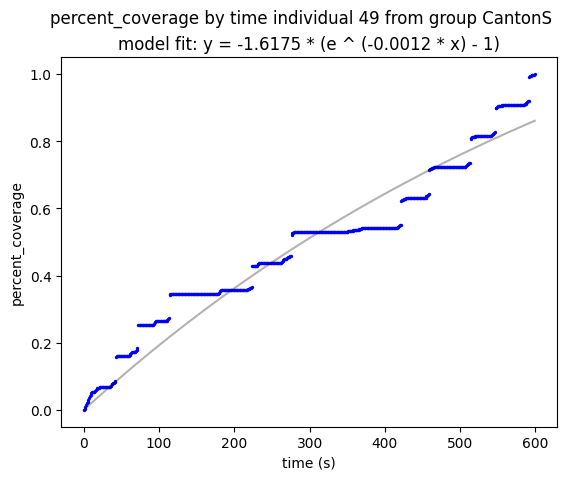 percent_coverage by time individual 49 from group CantonS
model fit: y = -1.6175 * (e ^ (-0.0012 * x) - 1)
1.0
0.8
0.6
0.4
0.2
0.0
percent_coverage
0 100 200 300 400 500 600
time (s)